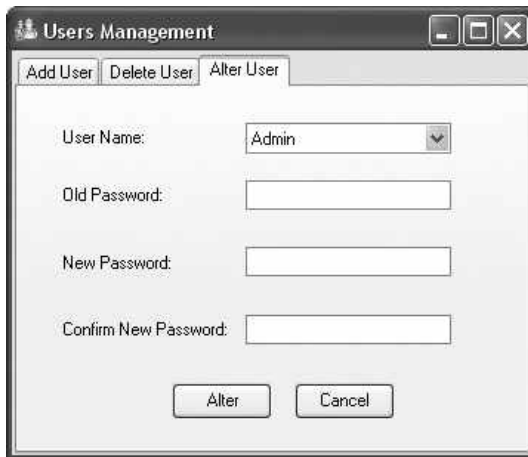 Users Management
Add User Delete User Alter User
User Name: Admin
Old Password:
New Password:
Confirm New Password:
Alter Cancel